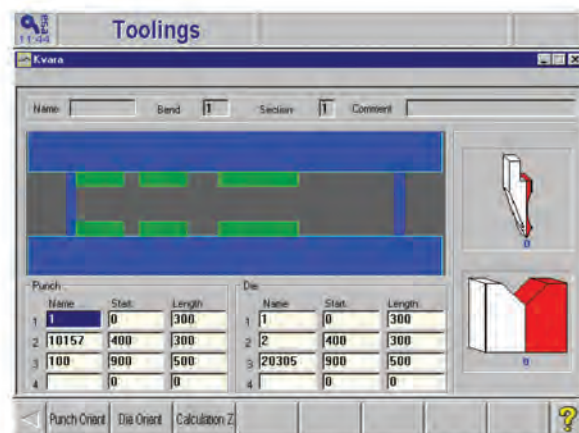 esa
11:44
Toolings
Kvara
Name Bend 1 Section 1 Comment
0
0
Punch Die
Name Start Length Name Start Length
1 1 0 300 1 1 0 300
2 10157 400 300 2 2 400 300
3 100 900 500 3 20305 900 500
4 0 0 4 0 0
Punch Orient Die Orient Calculation Z ?